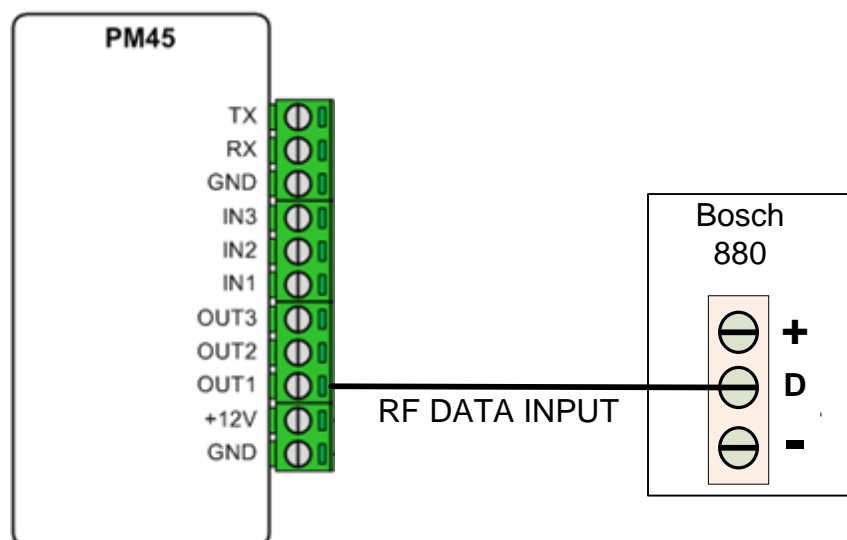 PM45
TX
RX
GND
IN3
IN2
IN1
OUT3
OUT2
OUT1
+12V
GND
RF DATA INPUT
Bosch
880
+
D
-